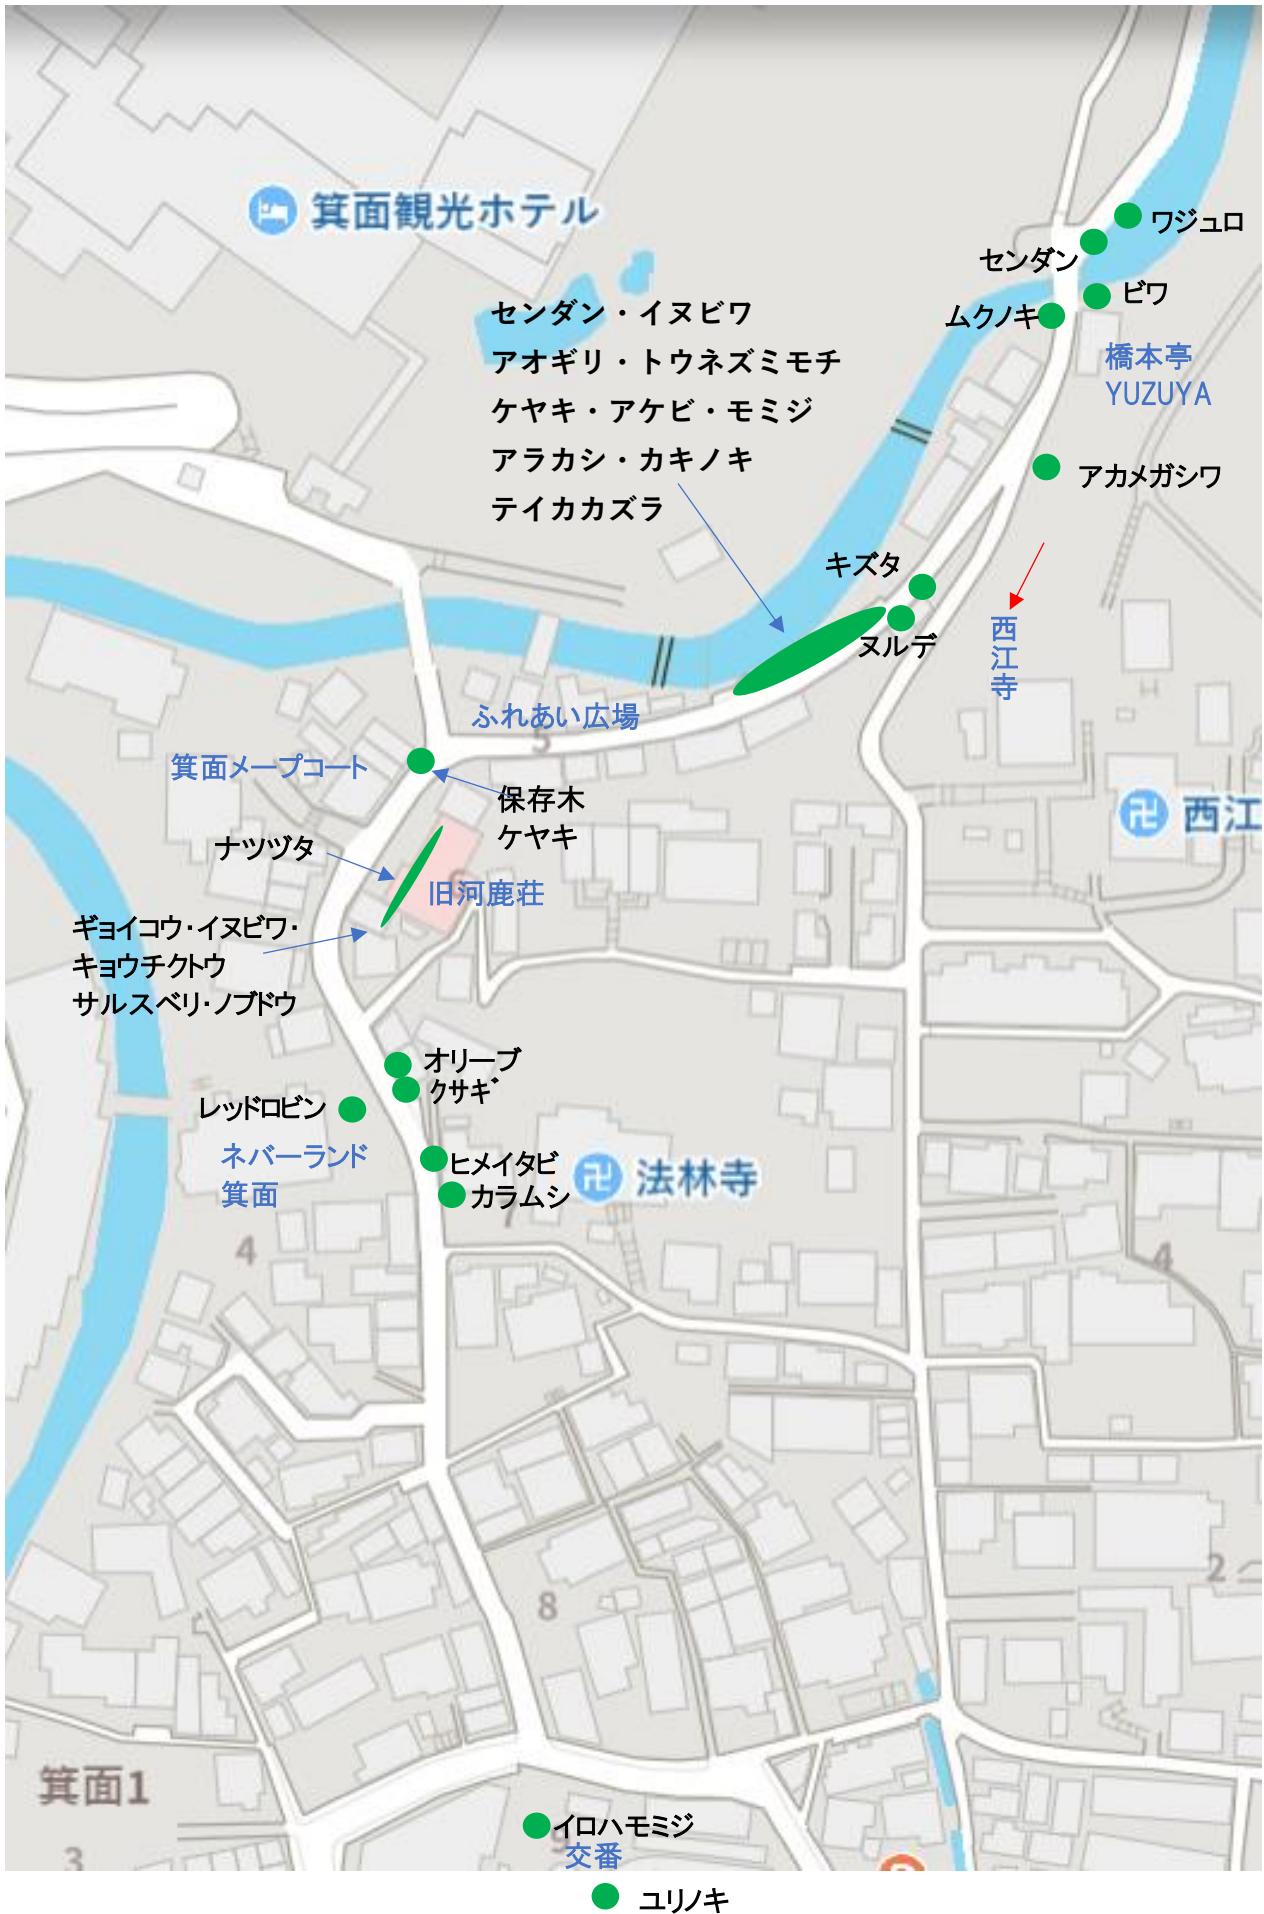 箕面観光ホテル
ワジュロ
センダン
ビワ
ムクノキ
橋本亭
YUZUYA
センダン・イヌビワ
アオギリ・トウネズミモチ
ケヤキ・アケビ・モミジ
アラカシ・カキノキ
テイカカズラ
アカメガシワ
キズタ
ヌルデ
西江寺
ふれあい広場
5
箕面メープコート
保存木
ケヤキ
西江
ナツヅタ
旧河鹿荘
6
ギョイコウ・イヌビワ・
キョウチクトウ
サルスベリ・ノブドウ
オリーブ
クサギ
レッドロビン
ネバーランド
箕面
ヒメイタビ
カラムシ
法林寺
7
4
4
8
2
箕面1
3
イロハモミジ
9
交番
ユリノキ